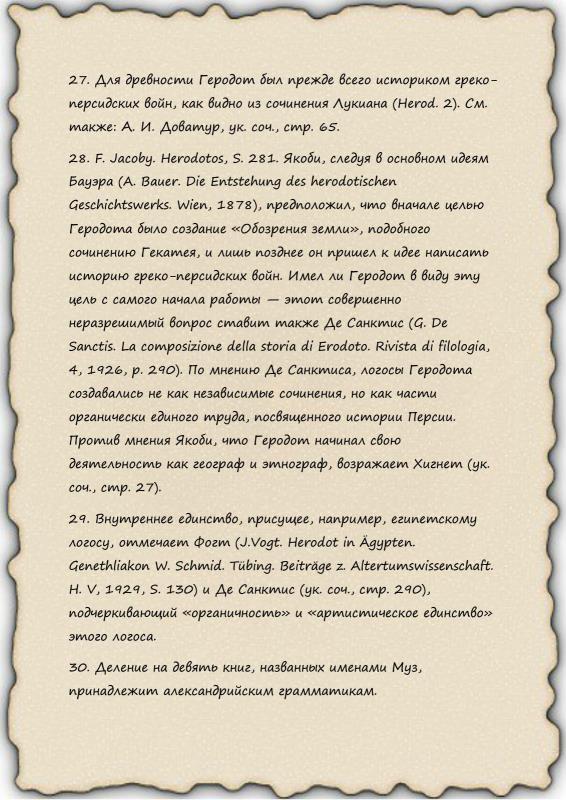 27. Для древности Геродот был прежде всего историком греко-
персидских войн, как видно из сочинения Лукиана (Herod. 2). См.
также: А. И. Доватур, ук. соч., стр. 65.
28. F. Jacoby. Herodotos, S. 281. Якоби, следуя в основном идеям
Бауэра (A. Bauer. Die Entstehung des herodotischen
Geschichtswerks. Wien, 1878), предположил, что вначале целью
Геродота было создание «Обозрения земли», подобного
сочинению Гекатея, и лишь позднее он пришел к идее написать
историю греко-персидских войн. Имел ли Геродот в виду эту
цель с самого начала работы — этот совершенно
неразрешимый вопрос ставит также Де Санктис (G. De
Sanctis. La composizione della storia di Erodoto. Rivista di filologia,
4, 1926, p. 290). По мнению Де Санктиса, логосы Геродота
создавались не как независимые сочинения, но как части
органически единого труда, посвященного истории Персии.
Против мнения Якоби, что Геродот начинал свою
деятельность как географ и этнограф, возражает Хигнет (ук.
соч., стр. 27).
29. Внутреннее единство, присущее, например, египетскому
логосу, отмечает Фогт (J.Vogt. Herodot in Ägypten.
Genethliakon W. Schmid. Tübing. Beiträge z. Altertumswissenschaft.
H. V, 1929, S. 130) и Де Санктис (ук. соч., стр. 290),
подчеркивающий «органичность» и «артистическое единство»
этого логоса.
30. Деление на девять книг, названных именами Муз,
принадлежит александрийским грамматикам.